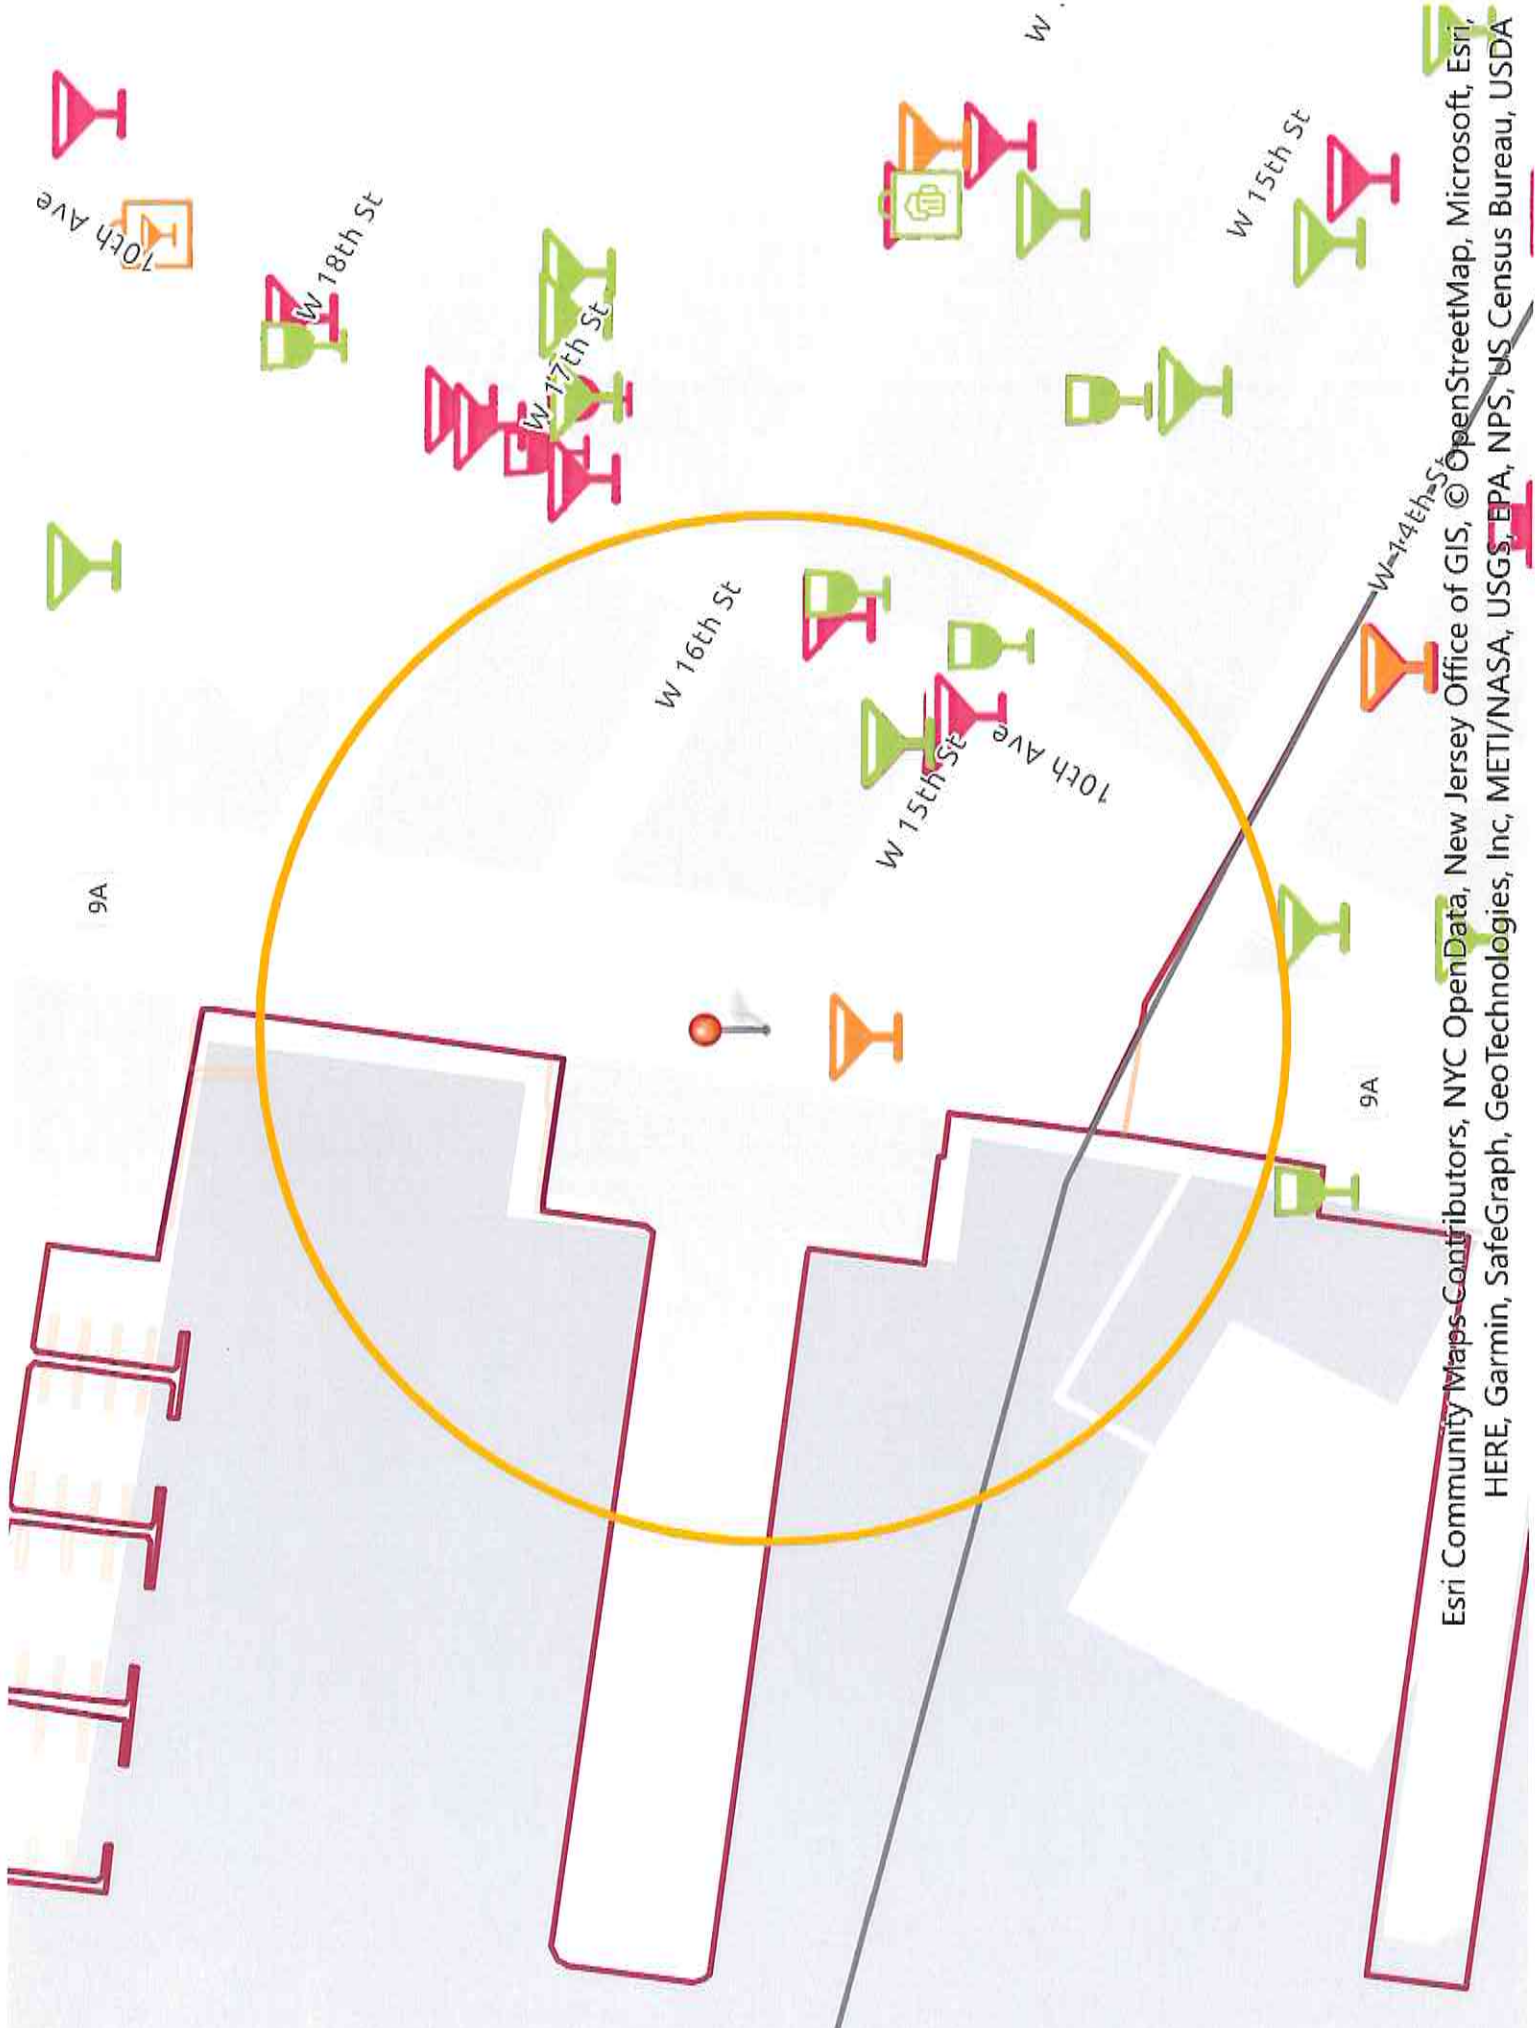 W
10th Ave
W 18th St
W 15th St
W 17th St
W 14th St
W 16th St
10th Ave
W 15th St
9A
9A
Esri Community Maps Contributors, NYC OpenData, New Jersey Office of GIS, © OpenStreetMap, Microsoft, Esri,
HERE, Garmin, SafeGraph, GeoTechnologies, Inc, METI/NASA, USGS, EPA, NPS, US Census Bureau, USDA